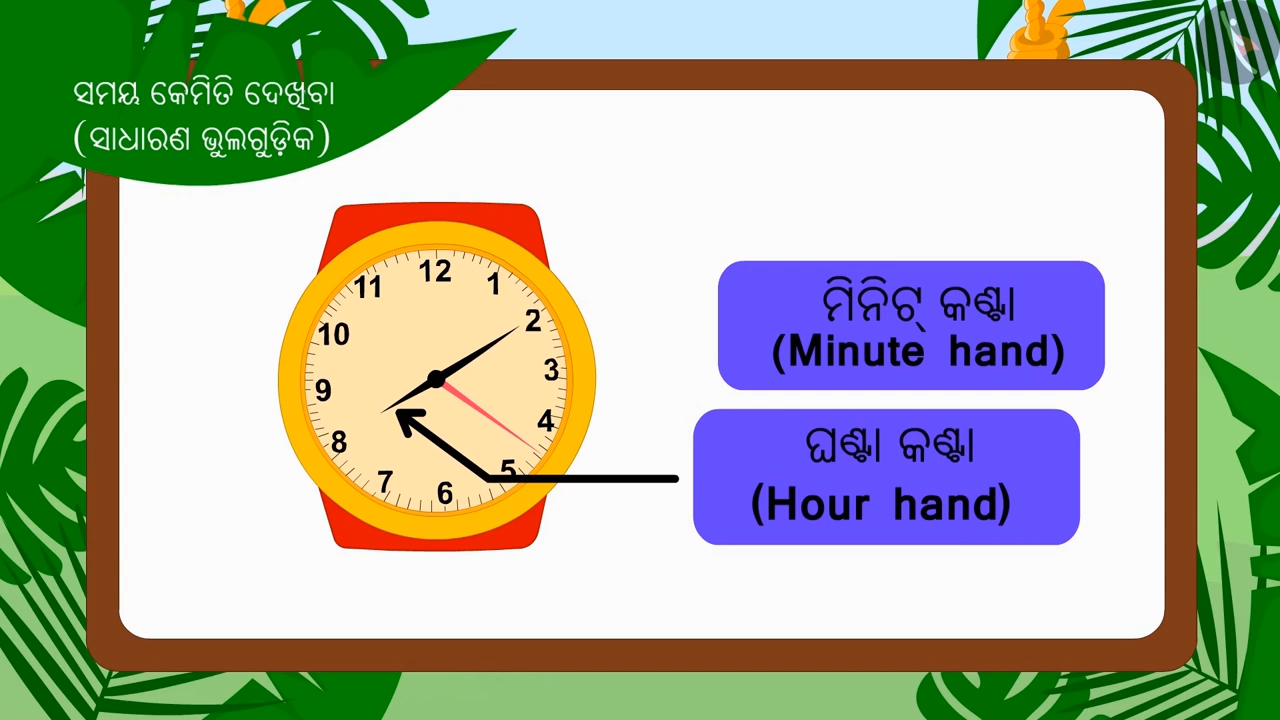 ସମୟ କେମିତି ଦେଖିବା
(ସାଧାରଣ ଭୁଲଗୁଡ଼ିକ)
12
11
1
10
2
9
3
8
4
7
5
6
ମିନିଟ୍ କଣ୍ଟା
(Minute hand)
ଘଣ୍ଟା କଣ୍ଟା
(Hour hand)